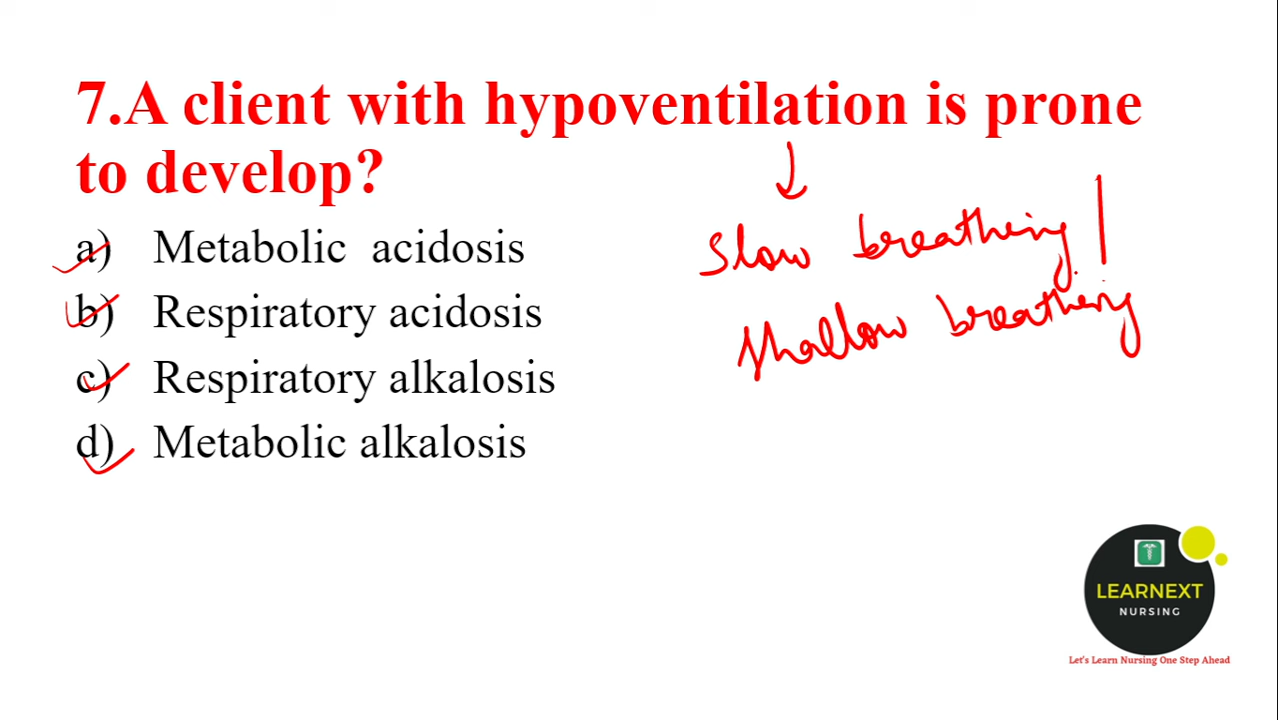 7.A client with hypoventilation is prone
to develop?
a) Metabolic acidosis
b) Respiratory acidosis
c) Respiratory alkalosis
d) Metabolic alkalosis
Slow breathing |
shallow breathing
LEARNEXT
NURSING
Let's Learn Nursing One Step Ahead